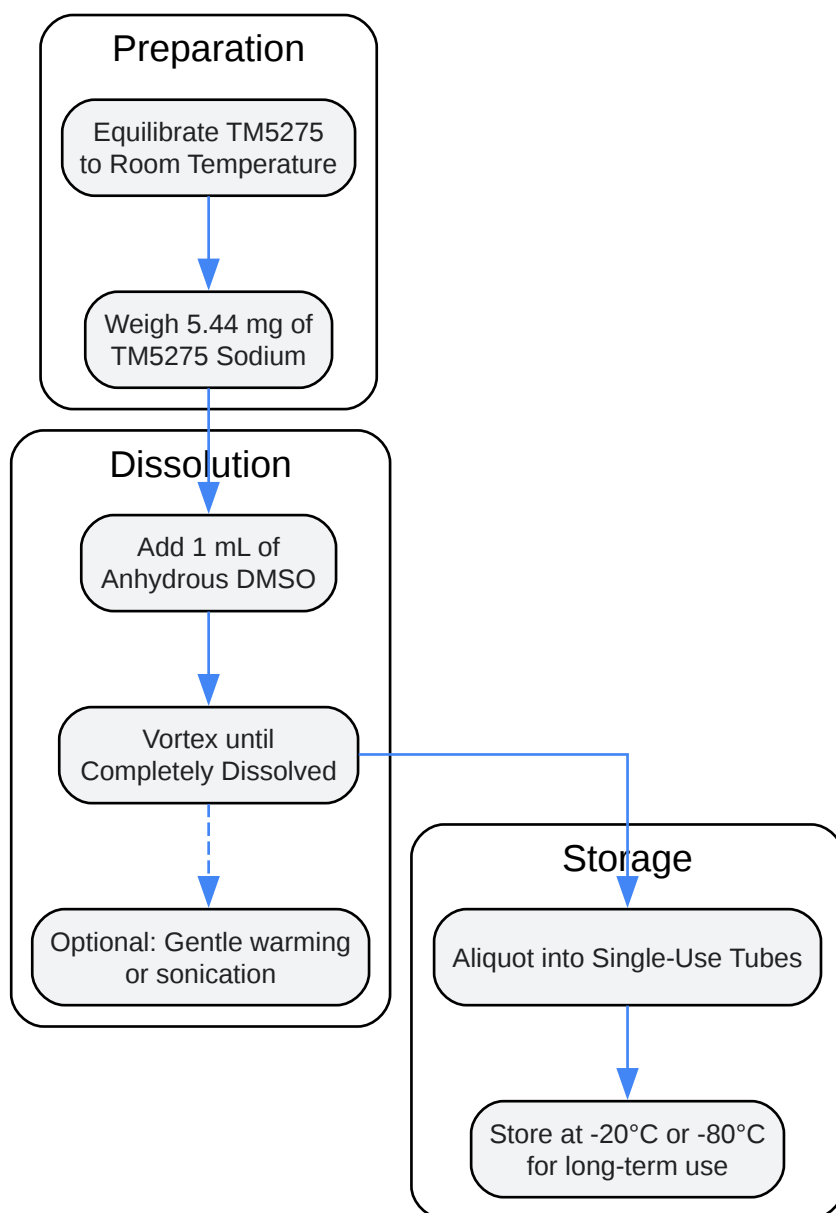 Preparation
Equilibrate TM5275
to Room Temperature
Weigh 5.44 mg of
TM5275 Sodium
Dissolution
Add 1 mL of
Anhydrous DMSO
Vortex until
Completely Dissolved
Optional: Gentle warming
or sonication
Storage
Aliquot into Single-Use Tubes
Store at -20°C or -80°C
for long-term use